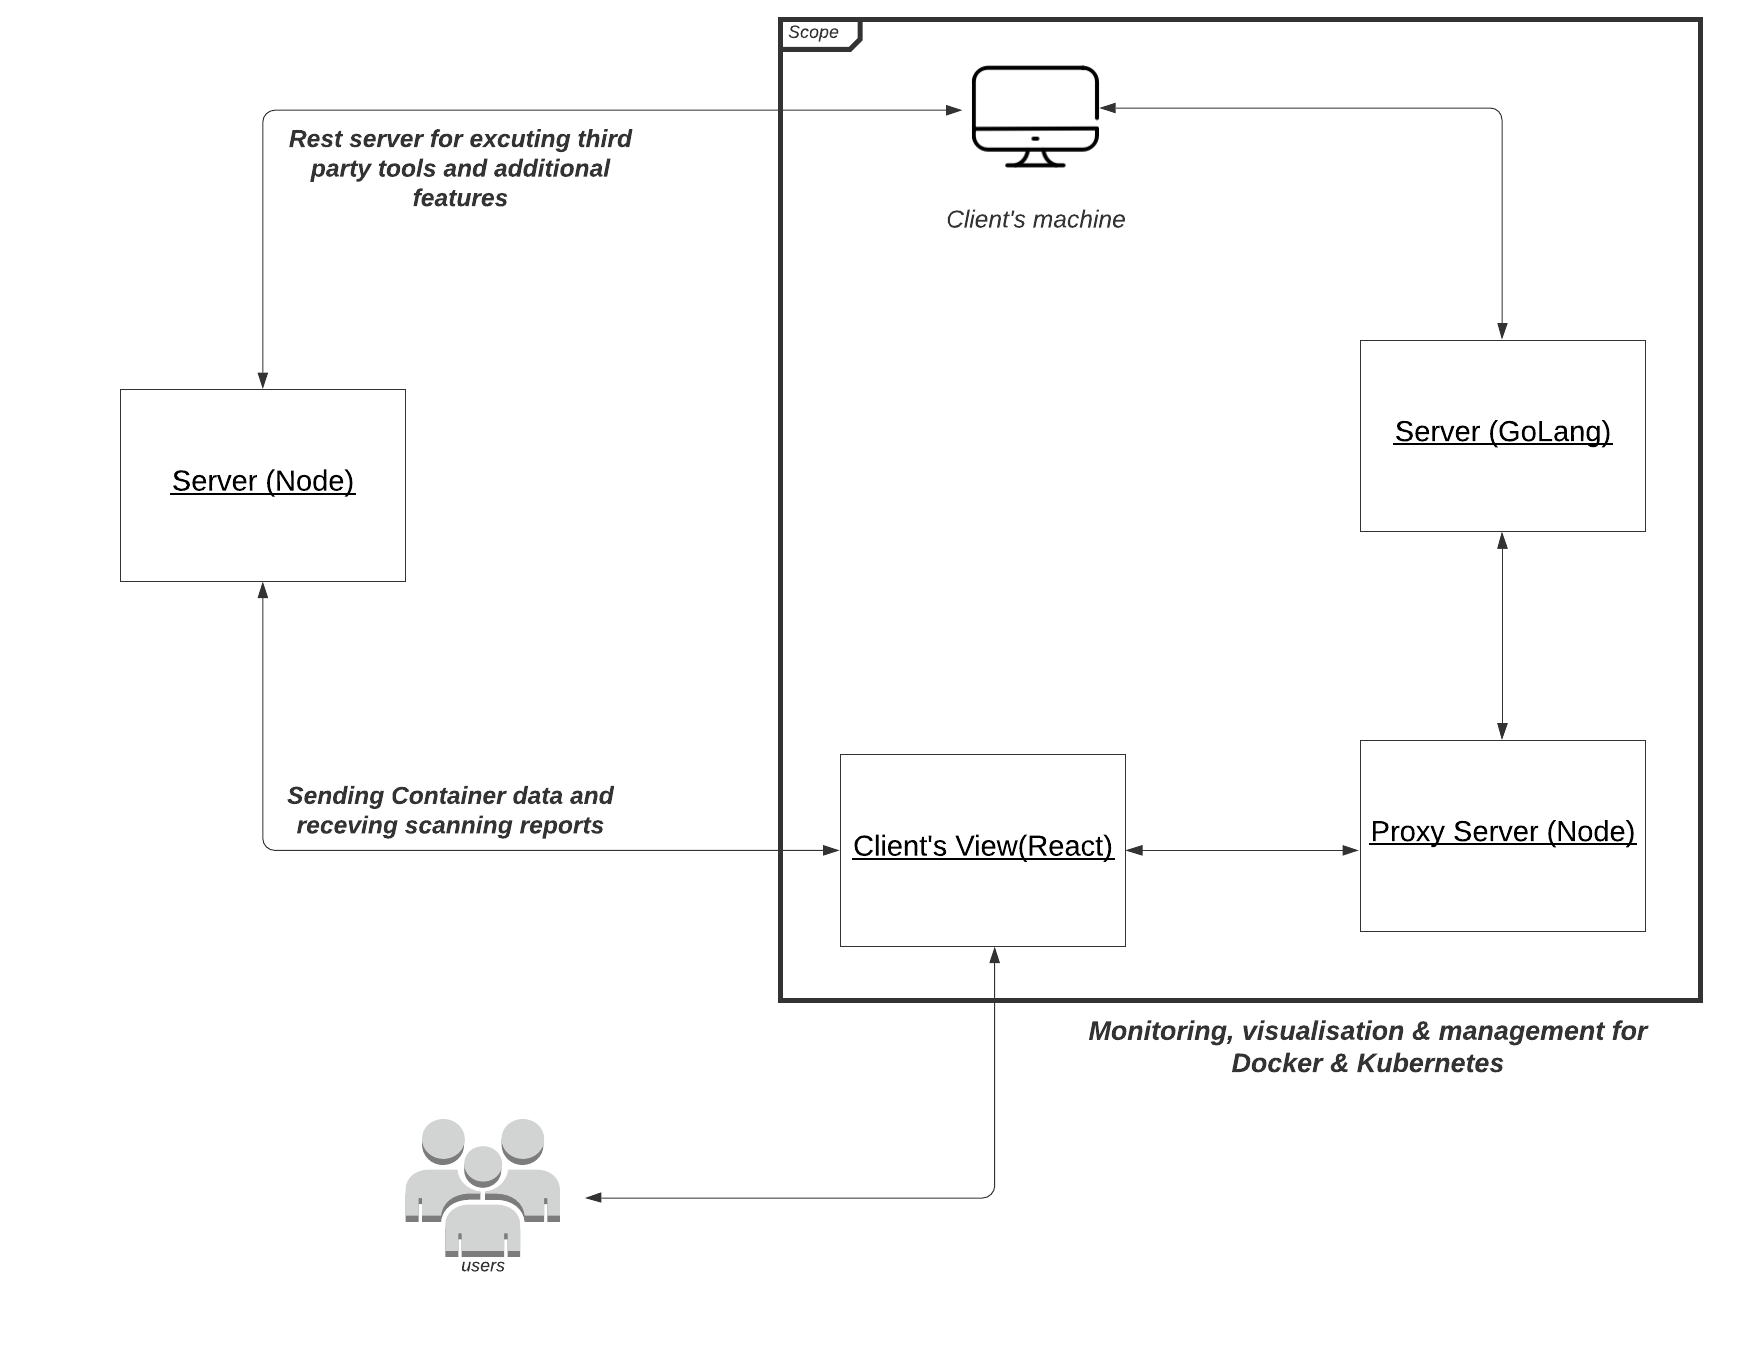 Scope
Rest server for excuting third
party tools and additional
features
Client's machine
Server (GoLang)
Server (Node)
Sending Container data and
receving scanning reports
Client's View(React)
Proxy Server (Node)
Monitoring, visualisation & management for
Docker & Kubernetes
users